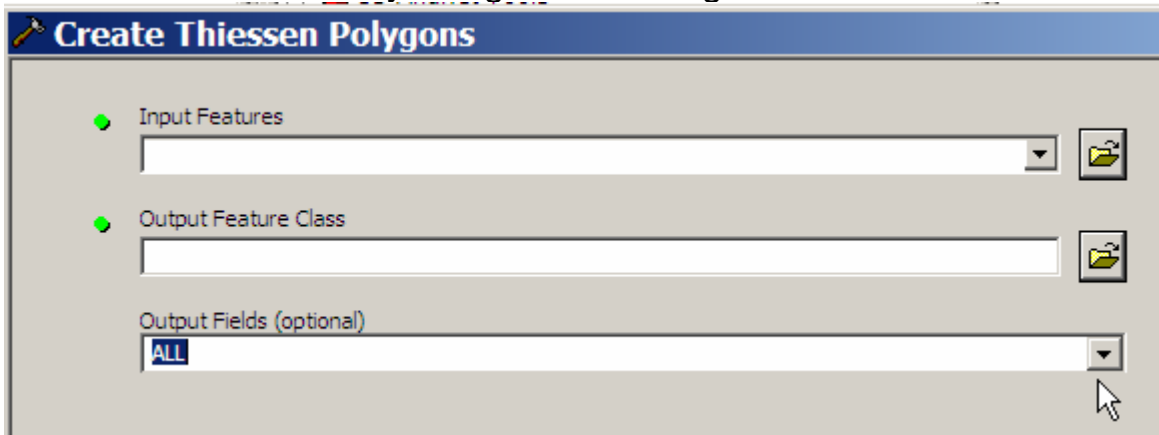 Create Thiessen Polygons
Input Features
Output Feature Class
Output Fields (optional)
ALL